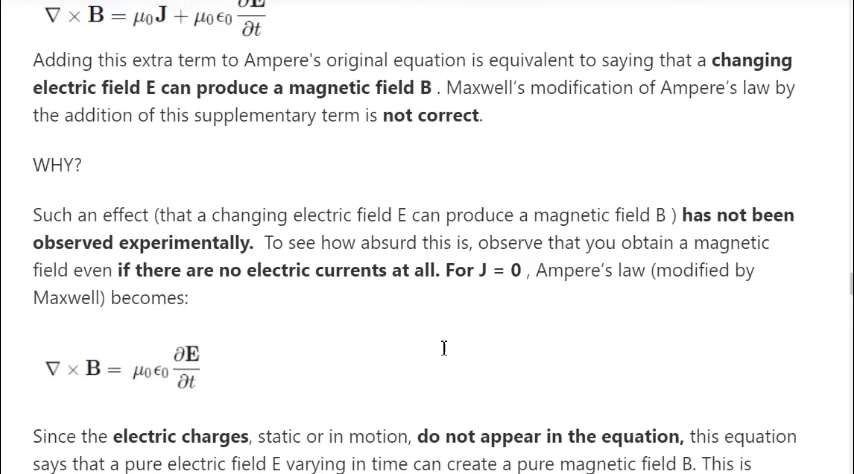 ∇ × B = μ₀J + μ₀ϵ₀ ∂E/∂t
Adding this extra term to Ampere's original equation is equivalent to saying that a changing
electric field E can produce a magnetic field B . Maxwell's modification of Ampere's law by
the addition of this supplementary term is not correct.
WHY?
Such an effect (that a changing electric field E can produce a magnetic field B ) has not been
observed experimentally.  To see how absurd this is, observe that you obtain a magnetic
field even if there are no electric currents at all. For J = 0 , Ampere's law (modified by
Maxwell) becomes:
∇ × B = μ₀ϵ₀ ∂E/∂t
Since the electric charges, static or in motion, do not appear in the equation, this equation
says that a pure electric field E varying in time can create a pure magnetic field B. This is